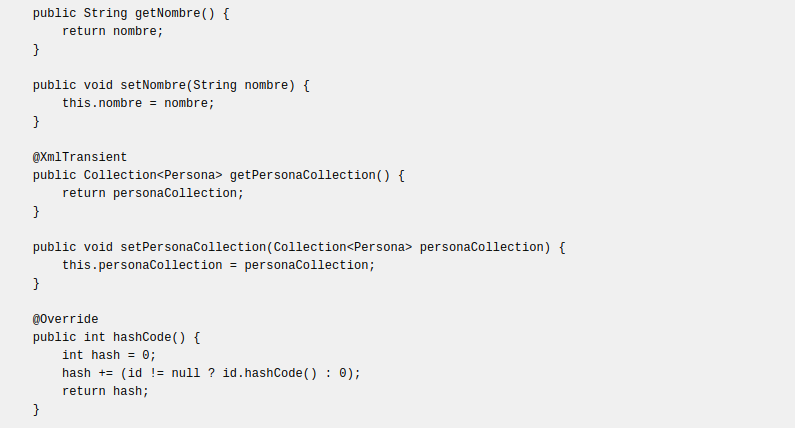 public String getNombre() {
return nombre;
}
public void setNombre(String nombre) {
this.nombre = nombre;
}
@XmlTransient
public Collection<Persona> getPersonaCollection() {
return personaCollection;
}
public void setPersonaCollection(Collection<Persona> personaCollection) {
this.personaCollection = personaCollection;
}
@Override
public int hashCode() {
int hash = 0;
hash += (id != null ? id.hashCode() : 0);
return hash;
}